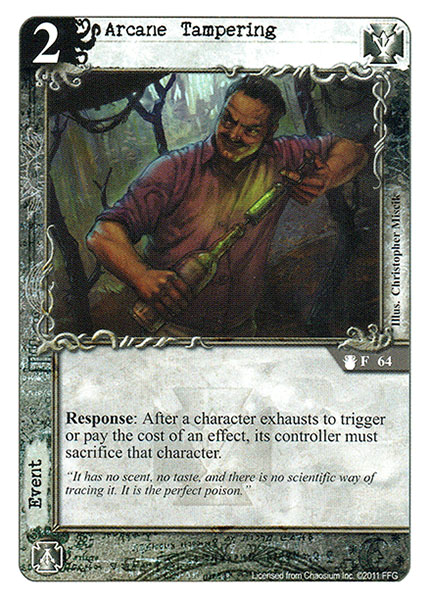 2
Arcane Tampering
Illus. Christopher Miscik
F 64
Response: After a character exhausts to trigger
or pay the cost of an effect, its controller must
sacrifice that character.
"It has no scent, no taste, and there is no scientific way of
tracing it. It is the perfect poison."
Event
Licensed from Chaosium Inc. ©2011 FFG